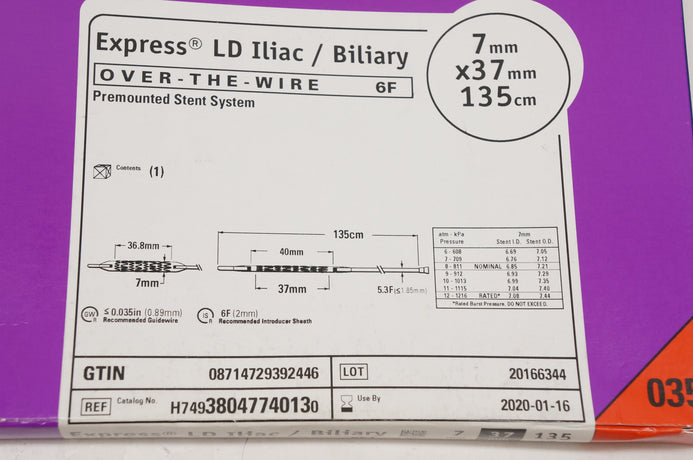 Express® LD Iliac / Biliary
OVER-THE-WIRE 6F
Premounted Stent System
7mm
x37mm
135cm
Contents (1)
36.8mm
7mm
135cm
40mm
37mm
5.3F (≤1.85mm)
atm - kPa 7mm
Pressure Stent I.D. Stent O.D.
6 - 608 6.69 7.05
7 - 709 6.76 7.12
8 - 811 NOMINAL 6.85 7.21
9 - 912 6.93 7.29
10 - 1013 6.99 7.35
11 - 1115 7.04 7.40
12 - 1216 RATED* 7.08 7.44
*Rated Burst Pressure. DO NOT EXCEED.
GW R ≤ 0.035in (0.89mm)
Recommended Guidewire
IS R 6F (2mm)
Recommended Introducer Sheath
GTIN 08714729392446
LOT 20166344
REF Catalog No. H74938047740130
Use By 2020-01-16
035
Express® LD Iliac / Biliary 7 37 135